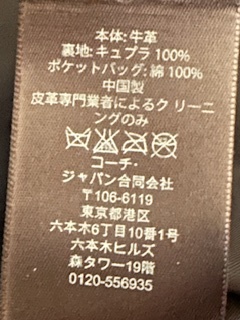 本体: 牛革
裏地: キュプラ 100%
ポケットバッグ: 綿 100%
中国製
皮革専門業者によるク リーニ
ングのみ
コーチ・
ジャパン合同会社
〒106-6119
東京都港区
六本木6丁目10番1号
六本木ヒルズ
森タワー19階
0120-556935